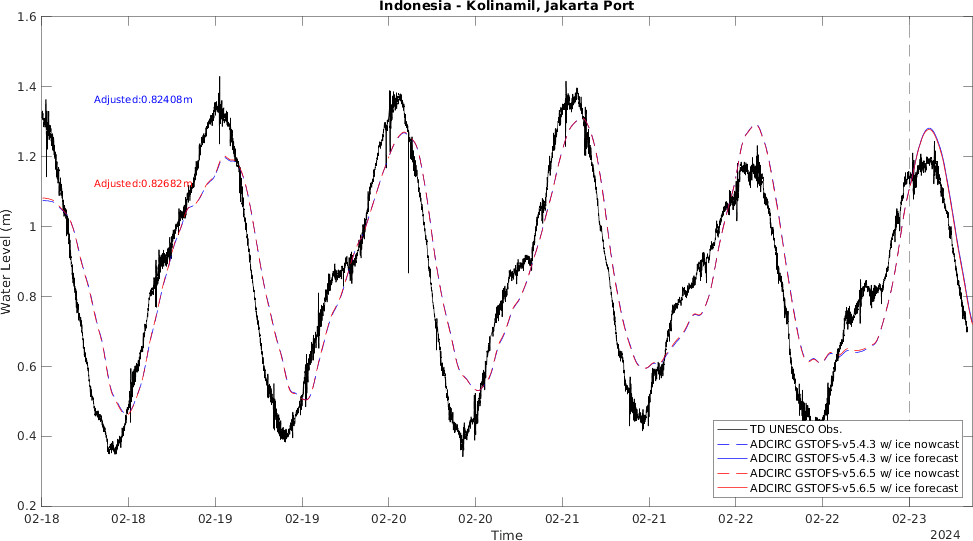 Indonesia - Kolinamil, Jakarta Port
Water Level (m)
1.6
1.4
1.2
1
0.8
0.6
0.4
0.2
Adjusted:0.82408m
Adjusted:0.82682m
TD UNESCO Obs.
ADCIRC GSTOFS-v5.4.3 w/ ice nowcast
ADCIRC GSTOFS-v5.4.3 w/ ice forecast
ADCIRC GSTOFS-v5.6.5 w/ ice nowcast
ADCIRC GSTOFS-v5.6.5 w/ ice forecast
02-18 02-18 02-19 02-19 02-20 02-20 02-21 02-21 02-22 02-22 02-23
Time
2024